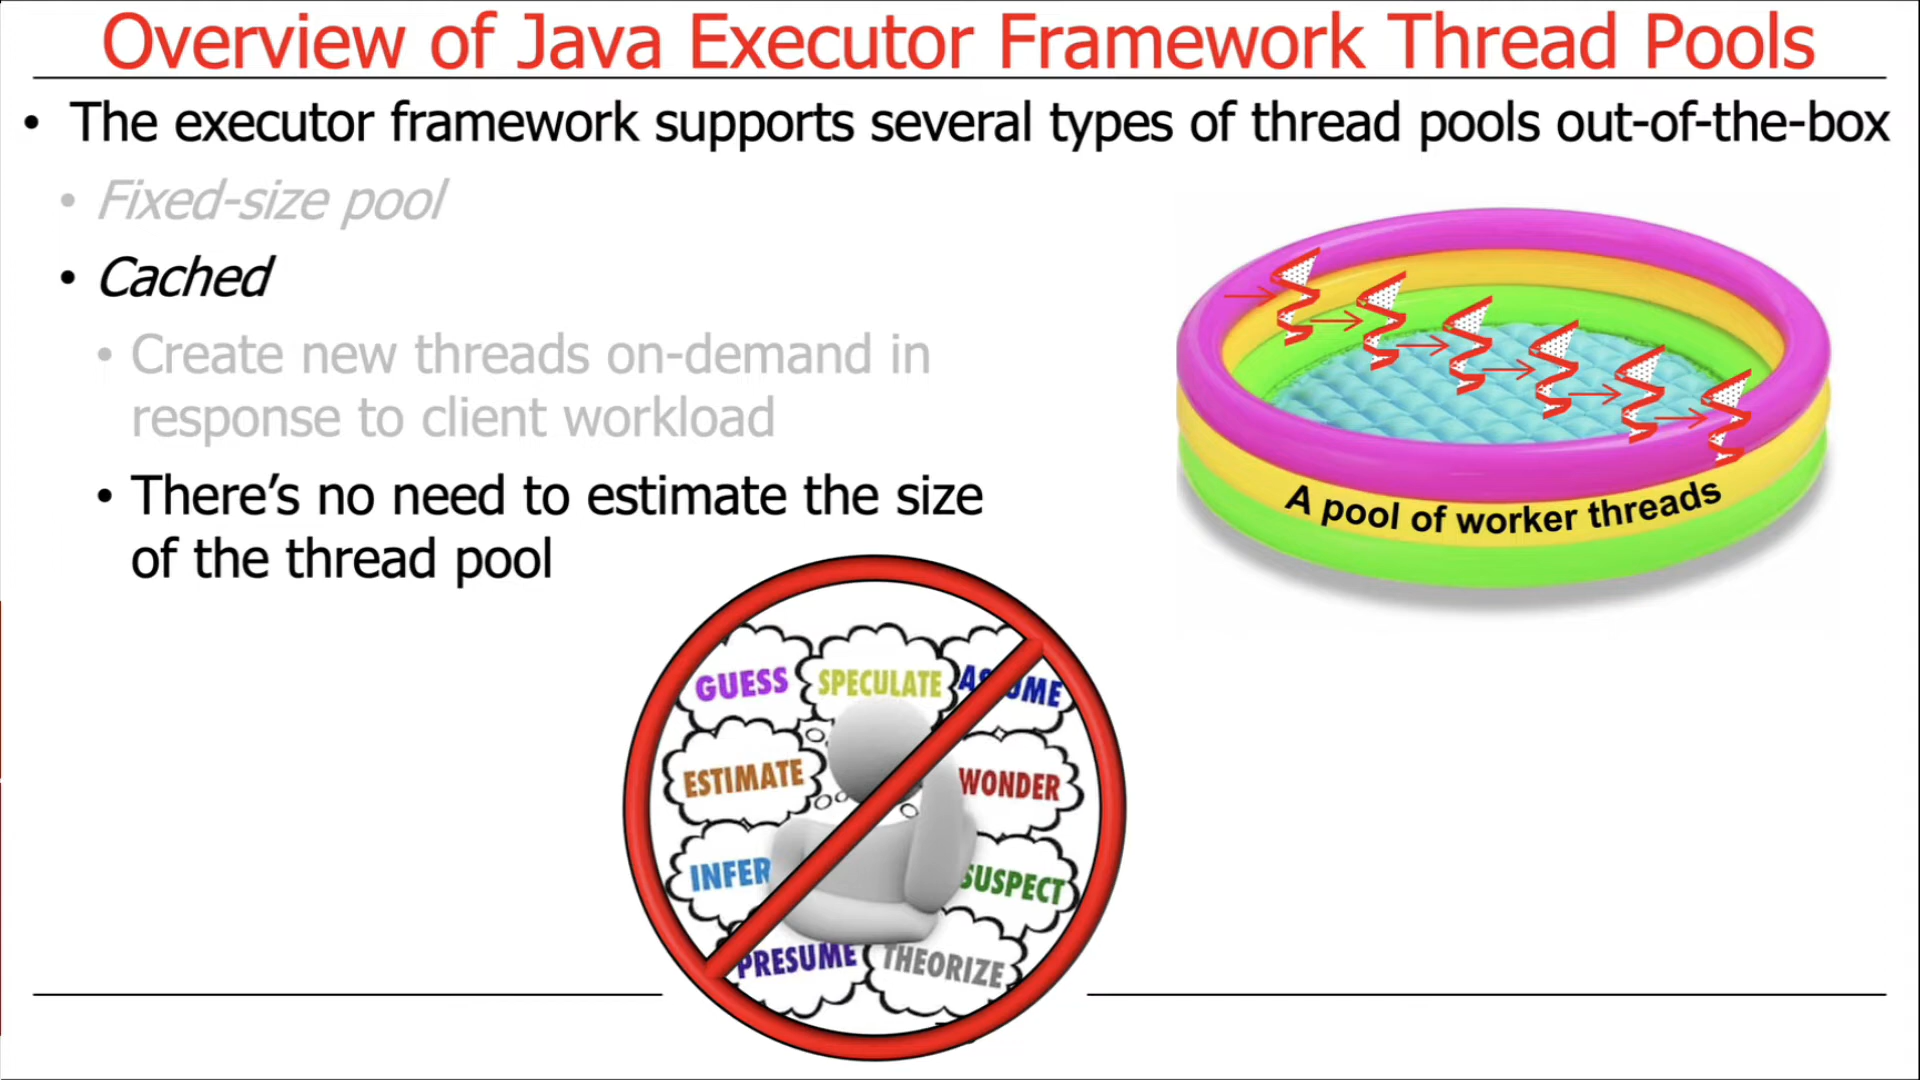 Overview of Java Executor Framework Thread Pools
• The executor framework supports several types of thread pools out-of-the-box
• Fixed-size pool
• Cached
• Create new threads on-demand in
response to client workload
• There’s no need to estimate the size
of the thread pool
A pool of worker threads
GUESS
SPECULATE
ASSUME
ESTIMATE
WONDER
INFER
SUSPECT
PRESUME
THEORIZE